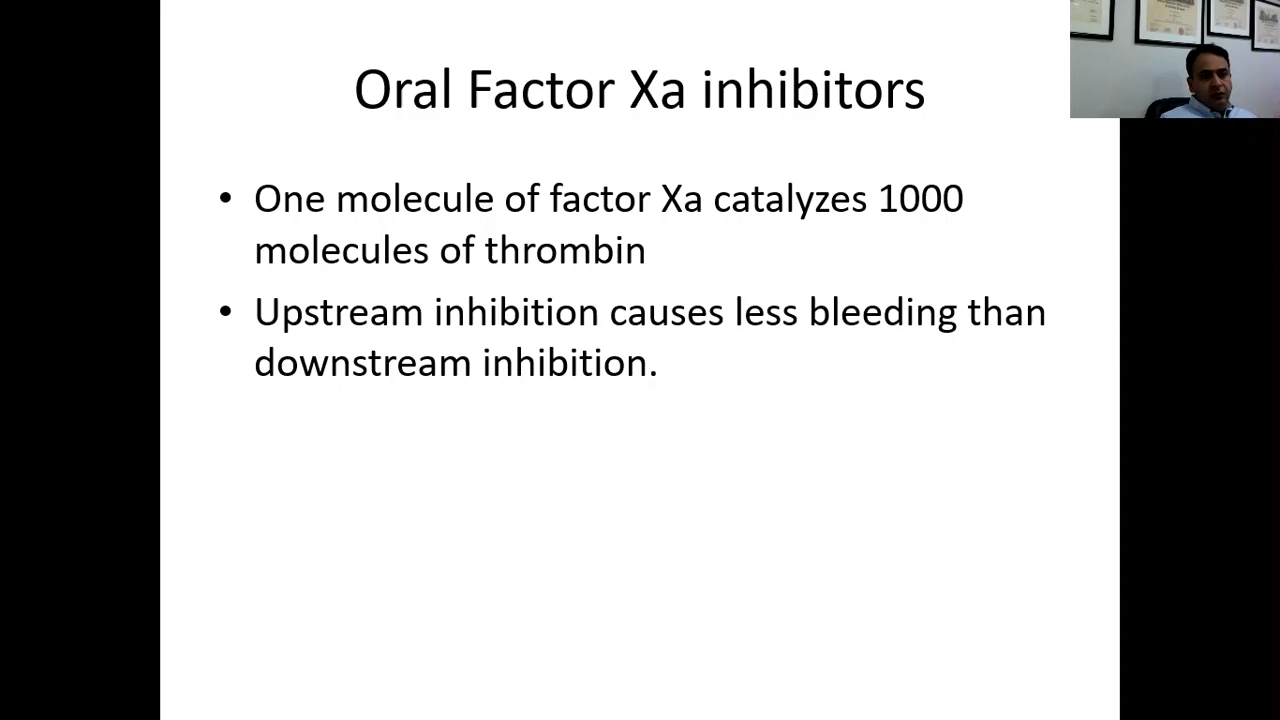 Oral Factor Xa inhibitors
• One molecule of factor Xa catalyzes 1000
molecules of thrombin
• Upstream inhibition causes less bleeding than
downstream inhibition.